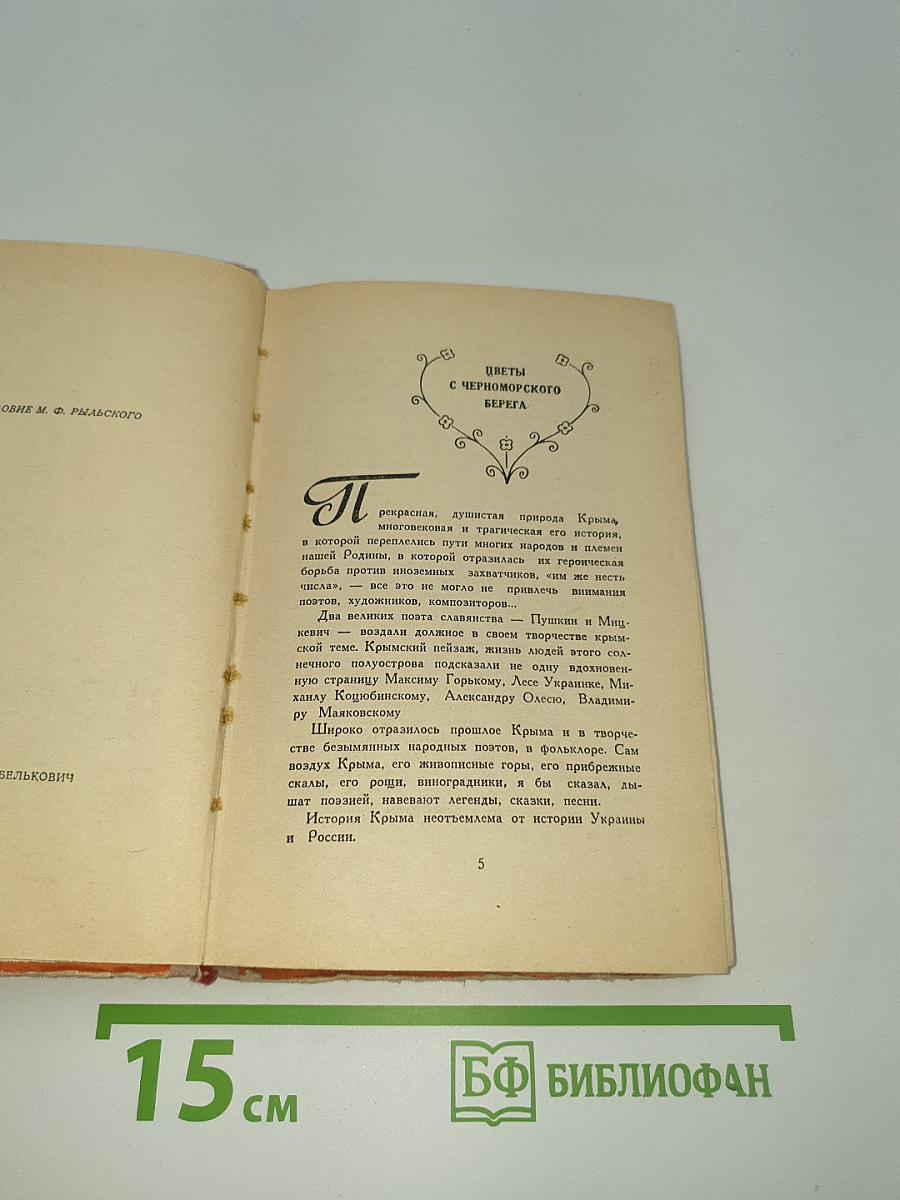 ОВИЕ М. Ф. РЫЛЬСКОГО
БЕЛЬКОВИЧ
ЦВЕТЫ
С ЧЕРНОМОРСКОГО
БЕРЕГА
Прекрасная, душистая природа Крыма,
многовековая и трагическая его история,
в которой переплелись пути многих народов и племен
нашей Родины, в которой отразилась их героическая
борьба против иноземных захватчиков, «им же несть
числа», — все это не могло не привлечь внимания
поэтов, художников, композиторов...
Два великих поэта славянства — Пушкин и Миц-
кевич — воздали должное в своем творчестве крым-
ской теме. Крымский пейзаж, жизнь людей этого сол-
нечного полуострова подсказали не одну вдохновен-
ную страницу Максиму Горькому, Лесе Украинке, Ми-
хаилу Коцюбинскому, Александру Олесю, Владими-
ру Маяковскому
Широко отразилось прошлое Крыма и в творче-
стве безымянных народных поэтов, в фольклоре. Сам
воздух Крыма, его живописные горы, его прибрежные
скалы, его рощи, виноградники, я бы сказал, ды-
шат поэзией, навевают легенды, сказки, песни.
История Крыма неотъемлема от истории Украины
и России.
5
15 см
БФ БИБЛИОФАН